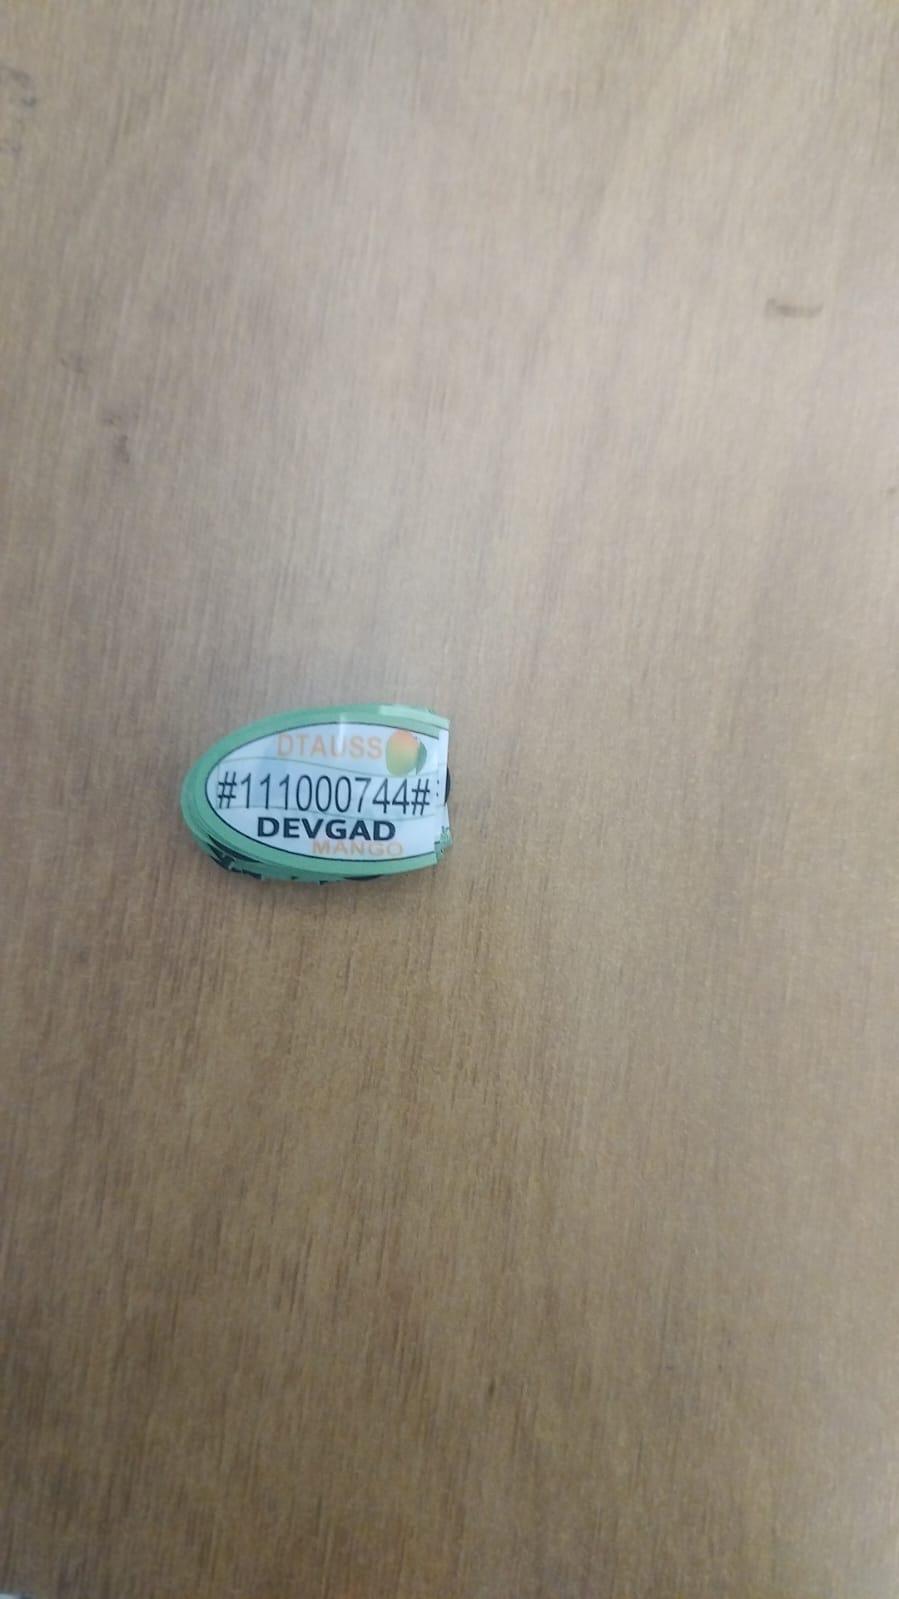 DTAUSS
#111000744#
DEVGAD
MANGO